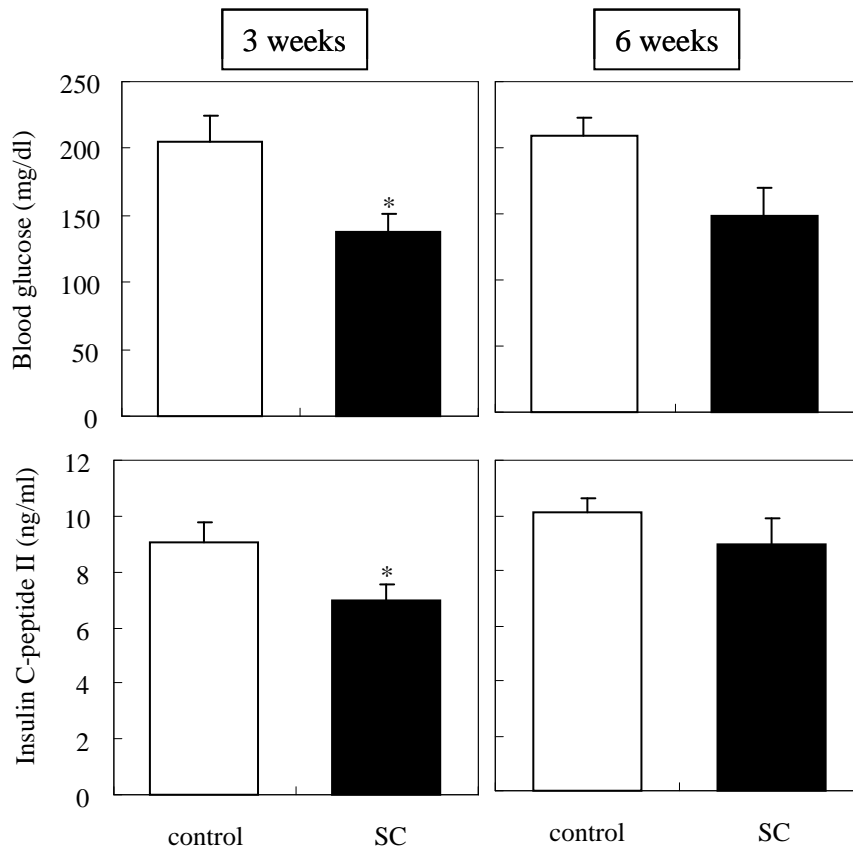 3 weeks
6 weeks
Blood glucose (mg/dl)
250
200
150
100
50
0
*
Insulin C-peptide II (ng/ml)
12
10
8
6
4
2
0
*
control
SC
control
SC